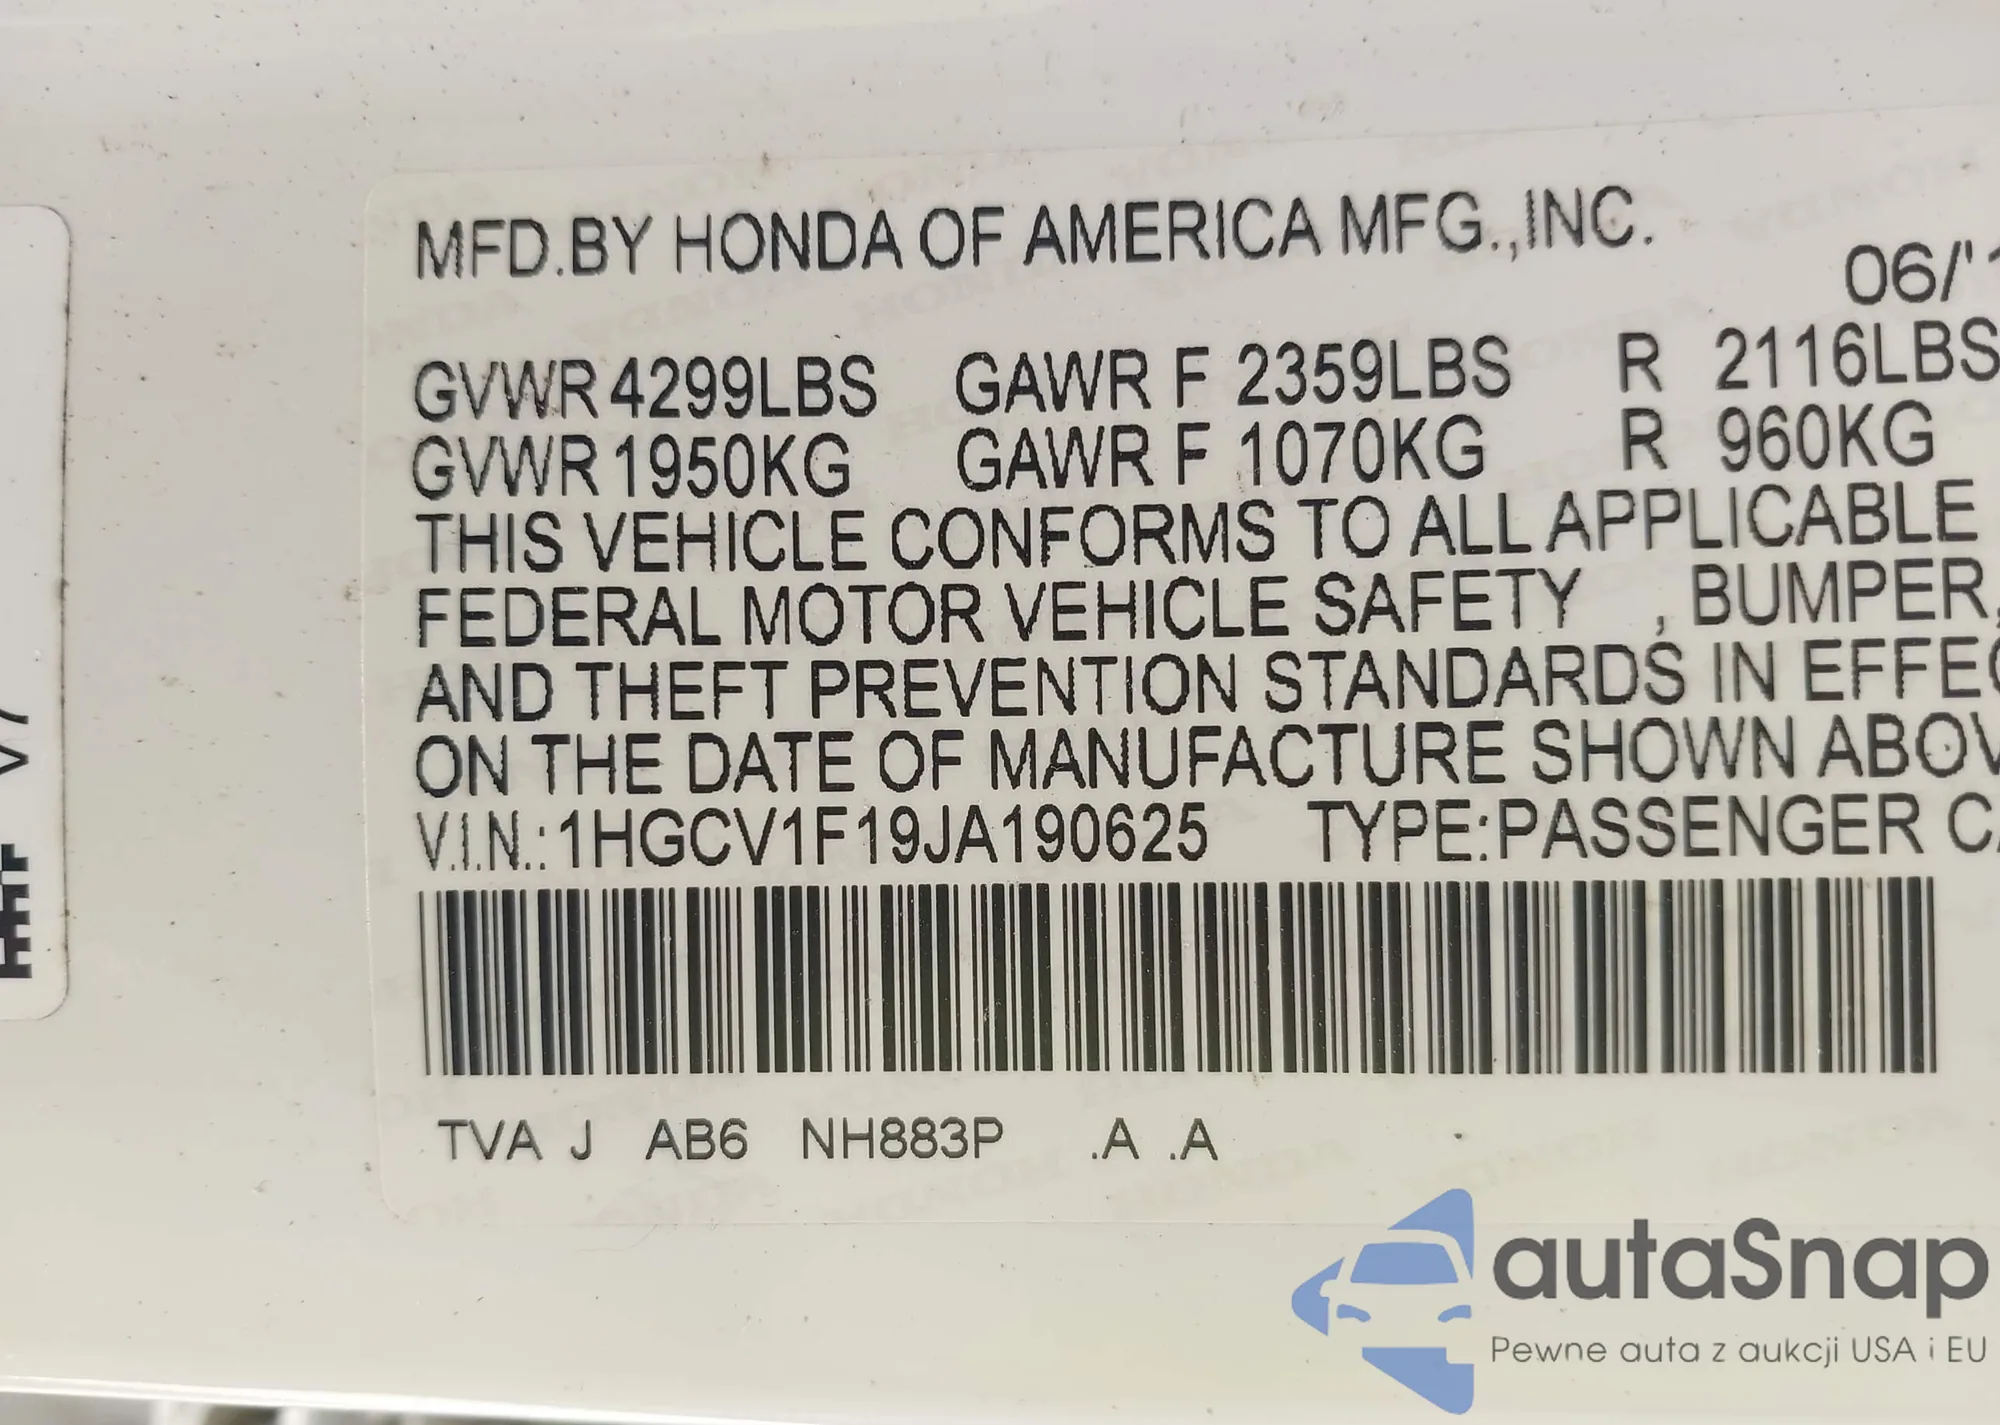 MFD.BY HONDA OF AMERICA MFG.,INC.
06/'1
GVWR 4299LBS GAWR F 2359LBS R 2116LBS
GVWR 1950KG GAWR F 1070KG R 960KG
THIS VEHICLE CONFORMS TO ALL APPLICABLE
FEDERAL MOTOR VEHICLE SAFETY , BUMPER,
AND THEFT PREVENTION STANDARDS IN EFFEC
ON THE DATE OF MANUFACTURE SHOWN ABOV
V.I.N.: 1HGCV1F19JA190625 TYPE:PASSENGER CA
TVA J AB6 NH883P .A .A
V7
autaSnap
Pewne auta z aukcji USA i EU